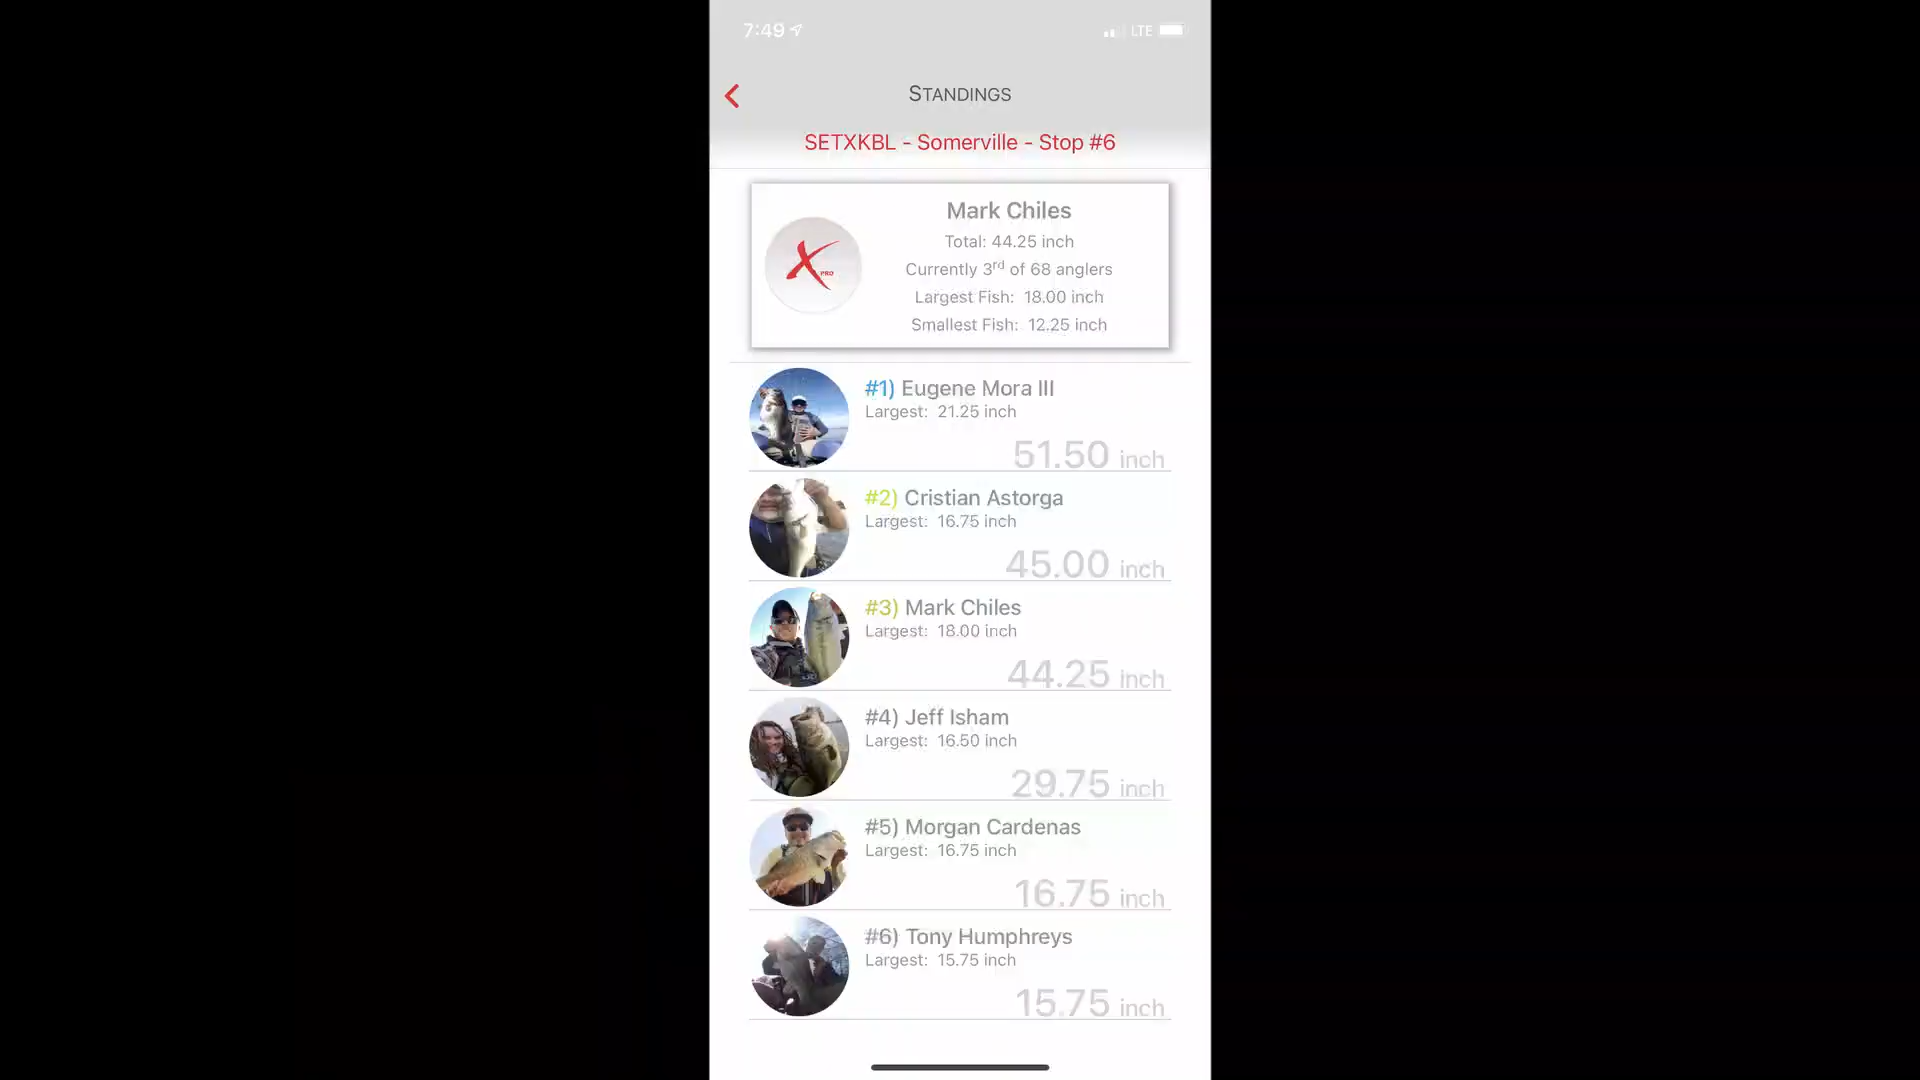 7:49
LTE
STANDINGS
SETXKBL - Somerville - Stop #6
Mark Chiles
Total: 44.25 inch
Currently 3rd of 68 anglers
Largest Fish: 18.00 inch
Smallest Fish: 12.25 inch
X PRO
#1) Eugene Mora III
Largest: 21.25 inch
51.50 inch
#2) Cristian Astorga
Largest: 16.75 inch
45.00 inch
#3) Mark Chiles
Largest: 18.00 inch
44.25 inch
#4) Jeff Isham
Largest: 16.50 inch
29.75 inch
#5) Morgan Cardenas
Largest: 16.75 inch
16.75 inch
#6) Tony Humphreys
Largest: 15.75 inch
15.75 inch